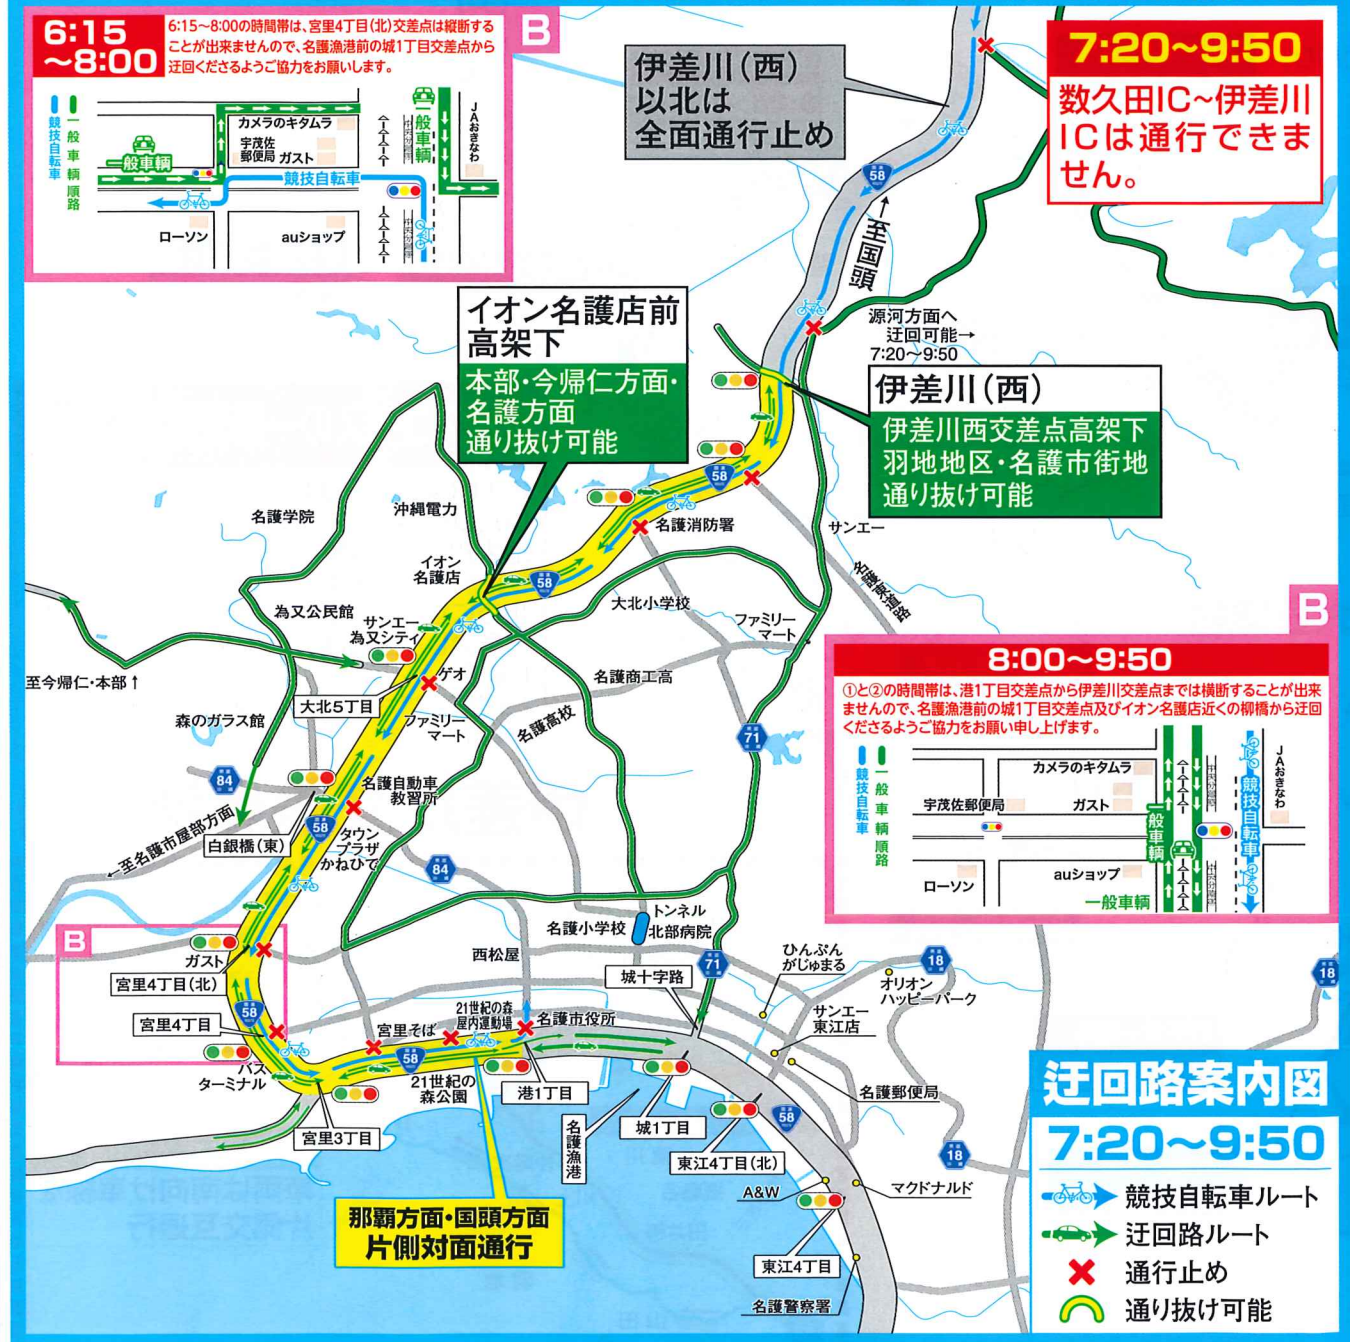 6:15
〜8:00
6:15〜8:00の時間帯は、宮里4丁目(北)交差点は縦断する
ことが出来ませんので、名護漁港前の城1丁目交差点から
迂回くださるようご協力をお願いします。
B
競技自転車
一般車輌順路
カメラのキタムラ
宇茂佐
郵便局
ガスト
一般車輌
競技自転車
ローソン
auショップ
一般車輌
JAおきなわ
伊差川(西)
以北は
全面通行止め
7:20〜9:50
数久田IC〜伊差川
ICは通行できま
せん。
58
→至国頭
源河方面へ
迂回可能→
7:20〜9:50
イオン名護店前
高架下
本部・今帰仁方面・
名護方面
通り抜け可能
伊差川(西)
伊差川西交差点高架下
羽地地区・名護市街地
通り抜け可能
58
名護消防署
サンエー
名護東道路
名護学院
沖縄電力
イオン
名護店
58
大北小学校
為又公民館
サンエー
為又シティ
ファミリー
マート
至今帰仁・本部↑
ゲオ
名護商工高
大北5丁目
森のガラス館
ファミリー
マート
名護高校
71
84
名護自動車
教習所
58
タウン
プラザ
かねひで
白銀橋(東)
←至名護市屋部方面
84
B
8:00〜9:50
①と②の時間帯は、港1丁目交差点から伊差川交差点までは横断することが出来
ませんので、名護漁港前の城1丁目交差点及びイオン名護店近くの柳橋から迂回
くださるようご協力をお願い申し上げます。
競技自転車
一般車輌順路
カメラのキタムラ
宇茂佐郵便局
ガスト
一般車輌
競技自転車
JAおきなわ
ローソン
auショップ
一般車輌
B
ガスト
宮里4丁目(北)
宮里4丁目
58
バス
ターミナル
宮里3丁目
西松屋
名護小学校
トンネル
北部病院
71
城十字路
ひんぷん
がじゅまる
18
オリオン
ハッピーパーク
18
サンエー
東江店
宮里そば
21世紀の森
屋内運動場
名護市役所
58
21世紀の
森公園
港1丁目
名護漁港
城1丁目
58
名護郵便局
東江4丁目(北)
18
A&W
マクドナルド
東江4丁目
名護警察署
那覇方面・国頭方面
片側対面通行
迂回路案内図
7:20〜9:50
競技自転車ルート
迂回路ルート
通行止め
通り抜け可能